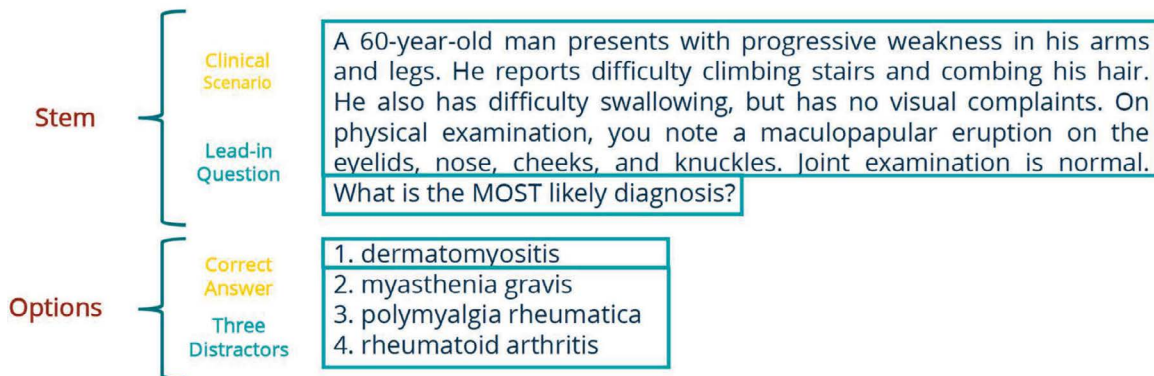 Stem
Clinical
Scenario
Lead-in
Question
A 60-year-old man presents with progressive weakness in his arms
and legs. He reports difficulty climbing stairs and combing his hair.
He also has difficulty swallowing, but has no visual complaints. On
physical examination, you note a maculopapular eruption on the
eyelids, nose, cheeks, and knuckles. Joint examination is normal.
What is the MOST likely diagnosis?
Options
Correct
Answer
Three
Distractors
1. dermatomyositis
2. myasthenia gravis
3. polymyalgia rheumatica
4. rheumatoid arthritis